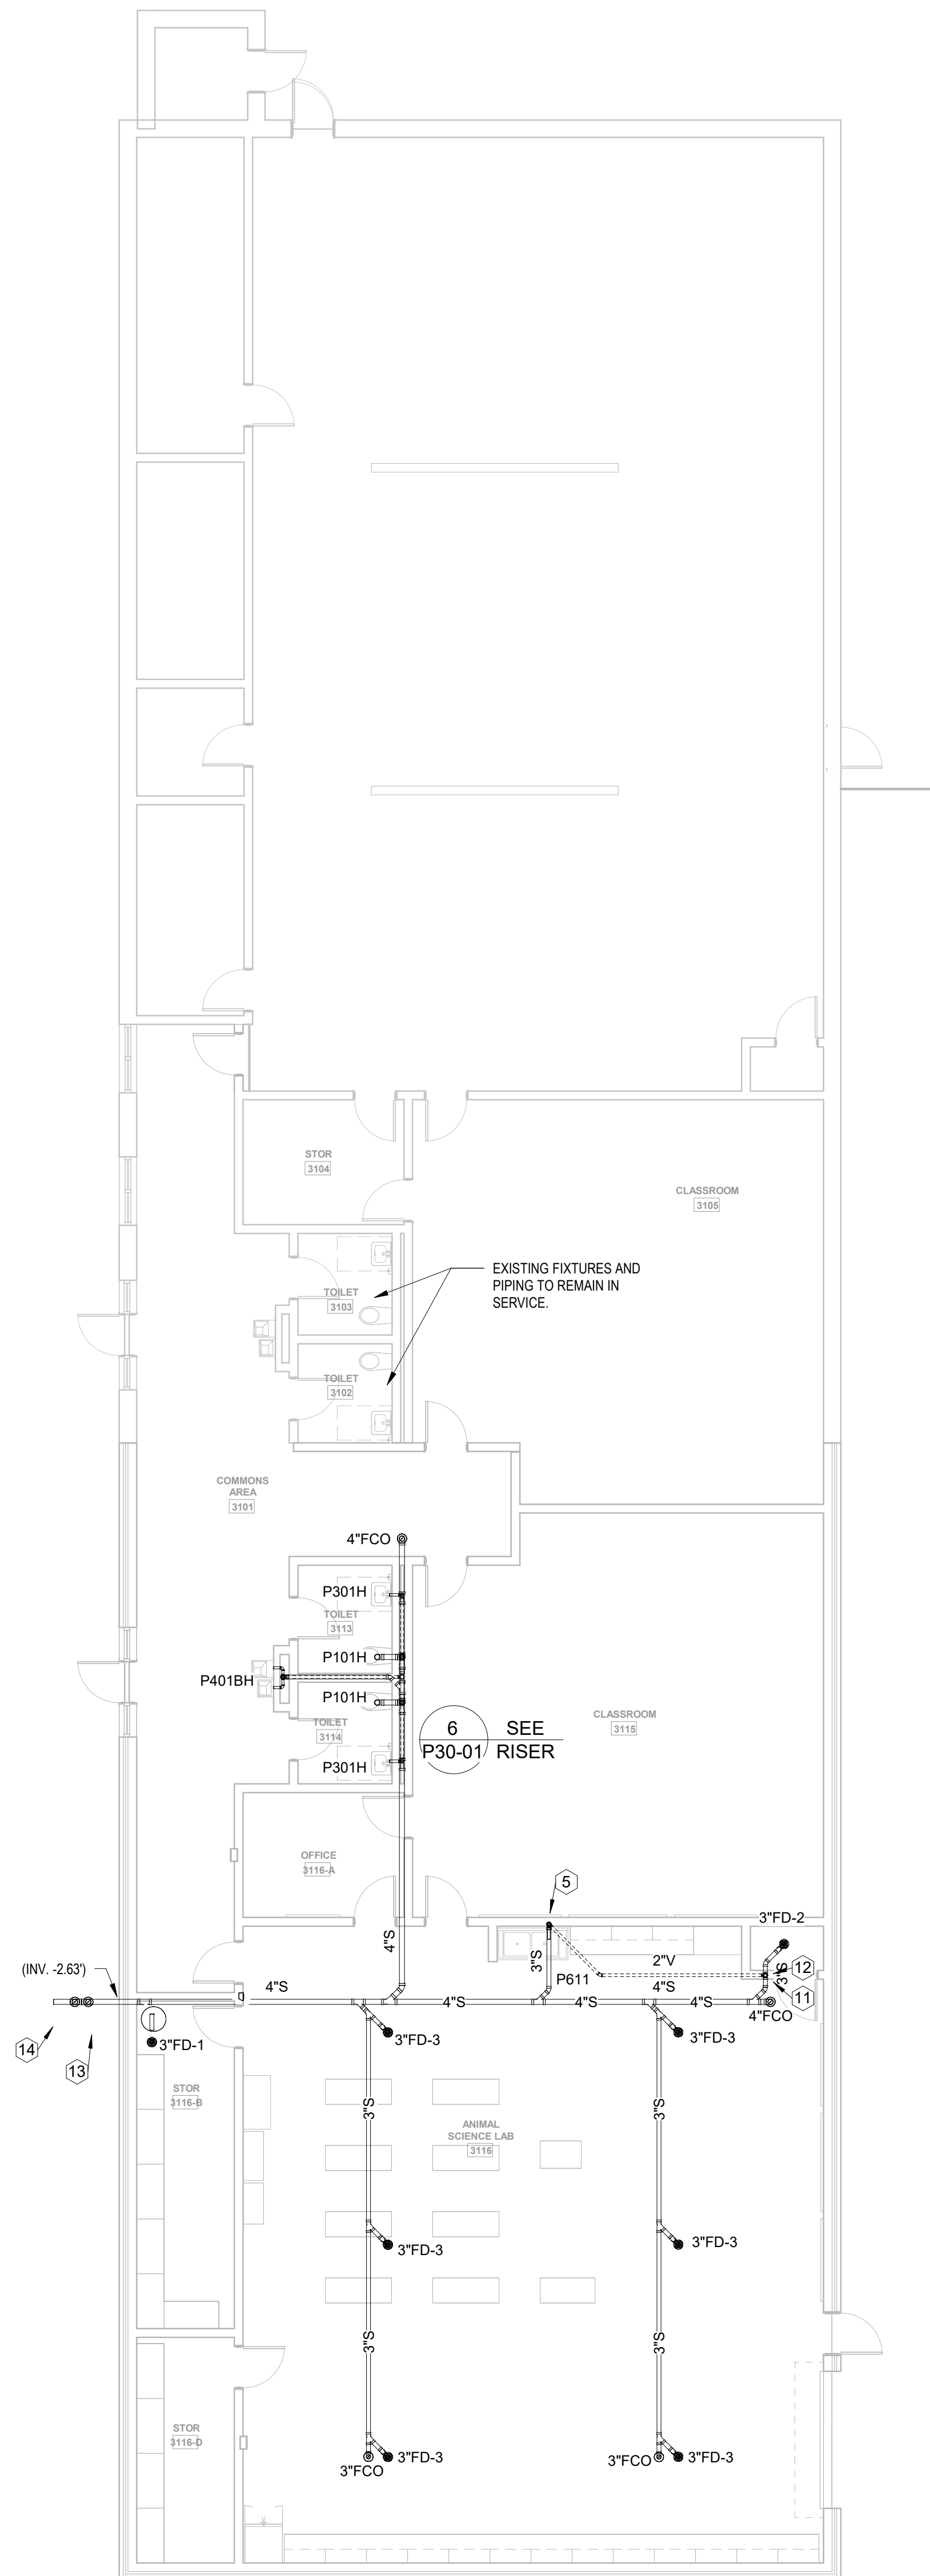 STOR
3104
CLASSROOM
3105
EXISTING FIXTURES AND
PIPING TO REMAIN IN
SERVICE.
TOILET
3103
TOILET
3102
COMMONS
AREA
3101
4"FCO
P301H
TOILET
3113
P101H
P401BH
P101H
TOILET
3114
P301H
6
P30-01
SEE
RISER
CLASSROOM
3115
OFFICE
3116-A
5
3"FD-2
4"S
3"S
2"V
P611
3"S
12
(INV. -2.63')
4"S
4"S
4"S
4"S
4"S
11
4"FCO
14
13
3"FD-1
3"FD-3
3"FD-3
STOR
3116-B
3"S
3"S
ANIMAL
SCIENCE LAB
3116
3"FD-3
3"FD-3
3"S
3"S
STOR
3116-D
3"FD-3
3"FCO
3"FD-3
3"FCO